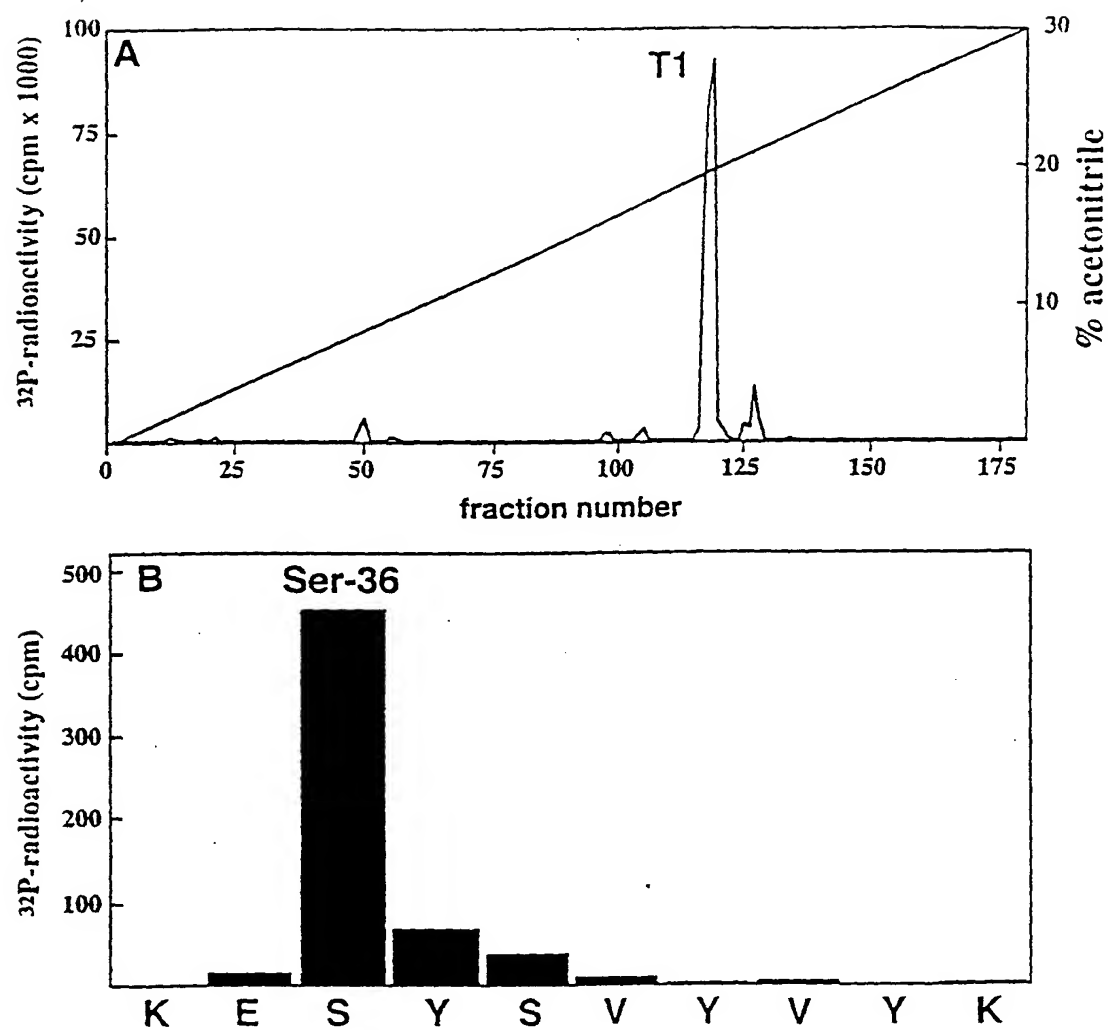 A
T1
32P-radioactivity (cpm x 1000)
100
75
50
25
30
20
10
% acetonitrile
0 25 50 75 100 125 150 175
fraction number
B
Ser-36
32P-radioactivity (cpm)
500
400
300
200
100
K E S Y S V Y V Y K